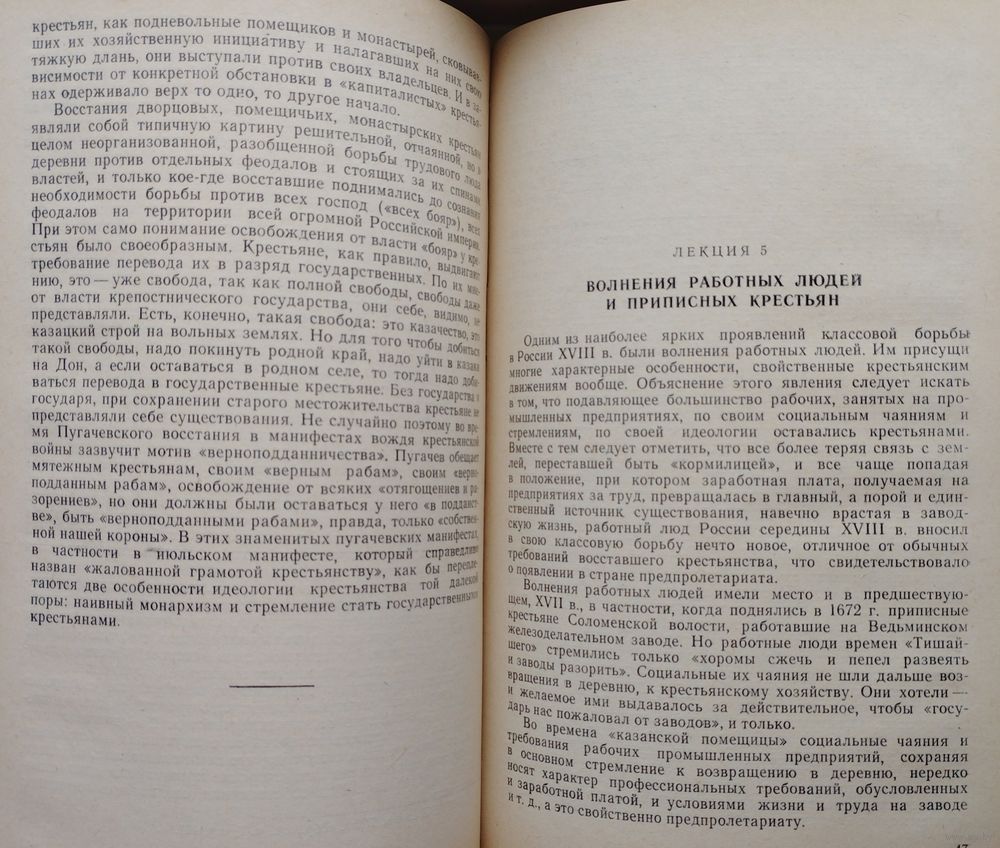 крестьян, как подневольные помещиков и монастырей, сковывав-
ших их хозяйственную инициативу и налагавших на них свою
тяжкую длань, они выступали против своих владельцев. И в за-
висимости от конкретной обстановки в «капиталистых» крестья-
нах одерживало верх то одно, то другое начало.
Восстания дворцовых, помещичьих, монастырских крестьян
являли собой типичную картину решительной, отчаянной, но в
целом неорганизованной, разобщенной борьбы трудового люда
деревни против отдельных феодалов и стоящих за их спинами
властей, и только кое-где восставшие поднимались до сознания
необходимости борьбы против всех господ («всех бояр»), всех
феодалов на территории всей огромной Российской империи.
При этом само понимание освобождения от власти «бояр» у кре-
стьян было своеобразным. Крестьяне, как правило, выдвигают
требование перевода их в разряд государственных. По их мне-
нию, это — уже свобода, так как полной свободы, свободы даже
от власти крепостнического государства, они себе, видимо, не
представляли. Есть, конечно, такая свобода: это казачество, это
казацкий строй на вольных землях. Но для того чтобы добиться
такой свободы, надо покинуть родной край, надо уйти в казаки
на Дон, а если оставаться в родном селе, то тогда надо доби-
ваться перевода в государственные крестьяне. Без государства и
государя, при сохранении старого местожительства крестьяне не
представляли себе существования. Не случайно поэтому во вре-
мя Пугачевского восстания в манифестах вождя крестьянской
войны зазвучит мотив «верноподданничества». Пугачев обещает
мятежным крестьянам, своим «верным рабам», своим «верно-
подданным рабам», освобождение от всяких «отягощениев и ра-
зорениев», но они должны были оставаться у него «в подданст-
ве», быть «верноподданными рабами», правда, только «собствен-
ной нашей короны». В этих знаменитых пугачевских манифестах,
в частности в июльском манифесте, который справедливо
назван «жалованной грамотой крестьянству», как бы перепле-
таются две особенности идеологии крестьянства той далекой
поры: наивный монархизм и стремление стать государственными
крестьянами.
ЛЕКЦИЯ 5
ВОЛНЕНИЯ РАБОТНЫХ ЛЮДЕЙ
И ПРИПИСНЫХ КРЕСТЬЯН
Одним из наиболее ярких проявлений классовой борьбы
в России XVIII в. были волнения работных людей. Им присущи
многие характерные особенности, свойственные крестьянским
движениям вообще. Объяснение этого явления следует искать
в том, что подавляющее большинство рабочих, занятых на про-
мышленных предприятиях, по своим социальным чаяниям и
стремлениям, по своей идеологии оставались крестьянами.
Вместе с тем следует отметить, что все более теряя связь с зем-
лей, переставшей быть «кормилицей», и все чаще попадая
в положение, при котором заработная плата, получаемая на
предприятиях за труд, превращалась в главный, а порой и един-
ственный источник существования, навечно врастая в завод-
скую жизнь, работный люд России середины XVIII в. вносил
в свою классовую борьбу нечто новое, отличное от обычных
требований восставшего крестьянства, что свидетельствовало
о появлении в стране предпролетариата.
Волнения работных людей имели место и в предшествую-
щем, XVII в., в частности, когда поднялись в 1672 г. приписные
крестьяне Соломенской волости, работавшие на Ведьминском
железоделательном заводе. Но работные люди времен «Тишай-
шего» стремились только «хоромы сжечь и пепел развеять
и заводы разорить». Социальные их чаяния не шли дальше воз-
вращения в деревню, к крестьянскому хозяйству. Они хотели —
и желаемое ими выдавалось за действительное, чтобы «госу-
дарь нас пожаловал от заводов», и только.
Во времена «казанской помещицы» социальные чаяния и
требования рабочих промышленных предприятий, сохраняя
в основном стремление к возвращению в деревню, нередко
носят характер профессиональных требований, обусловленных
и заработной платой, и условиями жизни и труда на заводе
и т. д., а это свойственно предпролетариату.
47